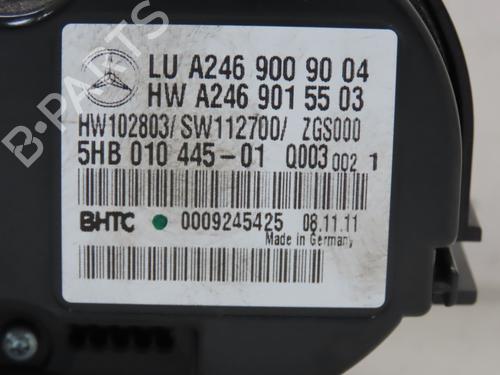 LU A246 900 90 04
HW A246 901 55 03
HW102803/ SW112700/ ZGS000
5HB 010 445-01 Q003 002 1
BHTC 0009245425 08.11.11
Made in Germany
B-PARTS